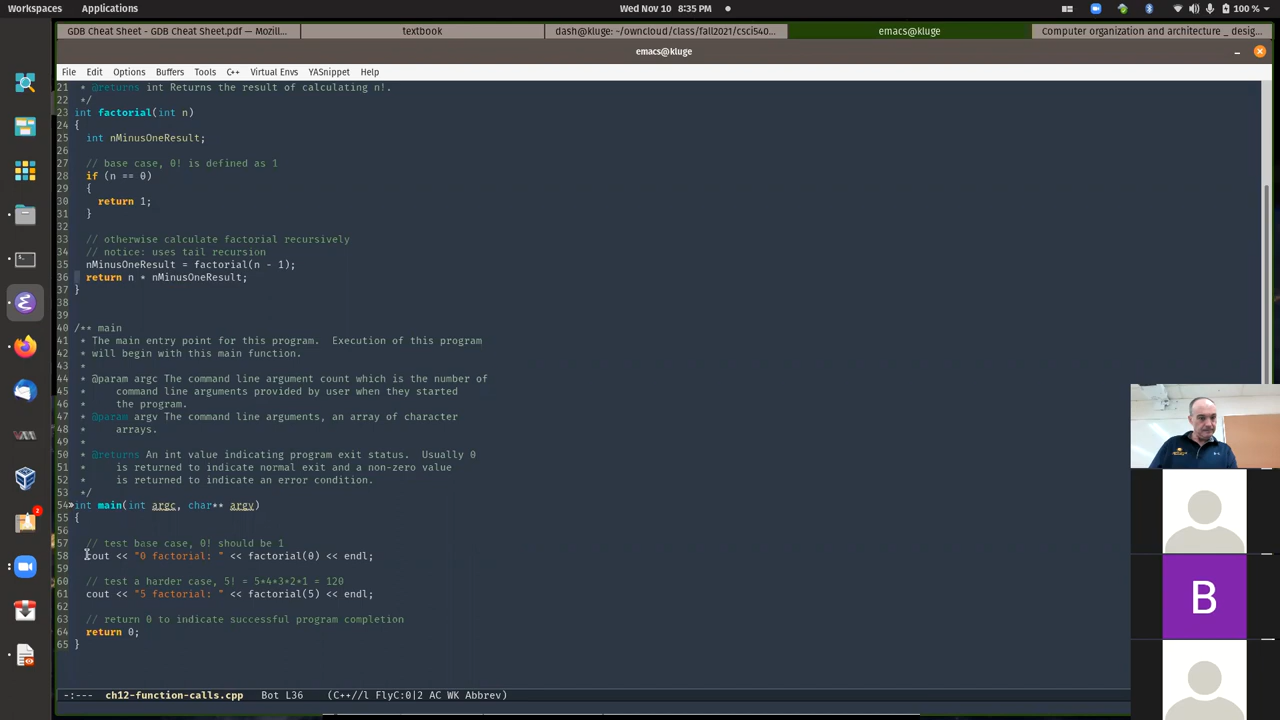 Workspaces Applications Wed Nov 10 8:35 PM 100 %
GDB Cheat Sheet - GDB Cheat Sheet.pdf — Mozill... textbook dash@kluge: ~/owncloud/class/fall2021/csci540... emacs@kluge Computer organization and architecture _ desig...
emacs@kluge
File Edit Options Buffers Tools C++ Virtual Envs YASnippet Help
21 * @returns int Returns the result of calculating n!.
22 */
23 int factorial(int n)
24 {
25 int nMinusOneResult;
26
27 // base case, 0! is defined as 1
28 if (n == 0)
29 {
30 return 1;
31 }
32
33 // otherwise calculate factorial recursively
34 // notice: uses tail recursion
35 nMinusOneResult = factorial(n - 1);
36 return n * nMinusOneResult;
37 }
38
39
40 /** main
41 * The main entry point for this program. Execution of this program
42 * will begin with this main function.
43 *
44 * @param argc The command line argument count which is the number of
45 * command line arguments provided by user when they started
46 * the program.
47 * @param argv The command line arguments, an array of character
48 * arrays.
49 *
50 * @returns An int value indicating program exit status. Usually 0
51 * is returned to indicate normal exit and a non-zero value
52 * is returned to indicate an error condition.
53 */
54 int main(int argc, char** argv)
55 {
56
57 // test base case, 0! should be 1
58 cout << "0 factorial: " << factorial(0) << endl;
59
60 // test a harder case, 5! = 5*4*3*2*1 = 120
61 cout << "5 factorial: " << factorial(5) << endl;
62
63 // return 0 to indicate successful program completion
64 return 0;
65 }
B
-:--- ch12-function-calls.cpp Bot L36 (C++//l FlyC:0|2 AC WK Abbrev)